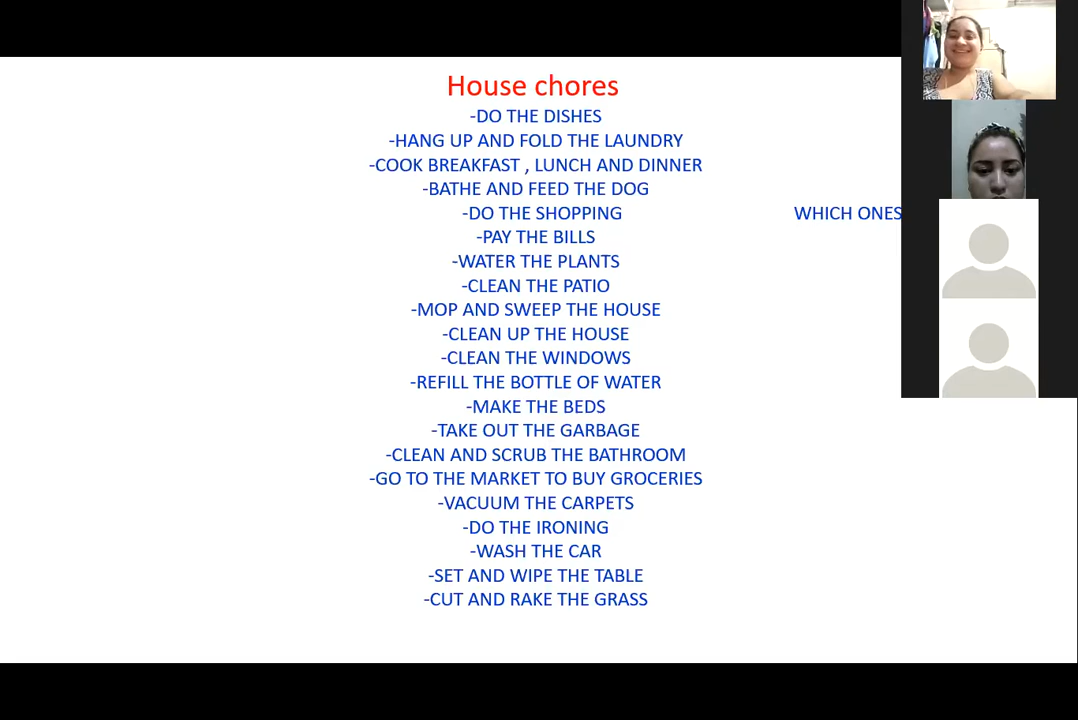 House chores
-DO THE DISHES
-HANG UP AND FOLD THE LAUNDRY
-COOK BREAKFAST , LUNCH AND DINNER
-BATHE AND FEED THE DOG
-DO THE SHOPPING
WHICH ONES
-PAY THE BILLS
-WATER THE PLANTS
-CLEAN THE PATIO
-MOP AND SWEEP THE HOUSE
-CLEAN UP THE HOUSE
-CLEAN THE WINDOWS
-REFILL THE BOTTLE OF WATER
-MAKE THE BEDS
-TAKE OUT THE GARBAGE
-CLEAN AND SCRUB THE BATHROOM
-GO TO THE MARKET TO BUY GROCERIES
-VACUUM THE CARPETS
-DO THE IRONING
-WASH THE CAR
-SET AND WIPE THE TABLE
-CUT AND RAKE THE GRASS